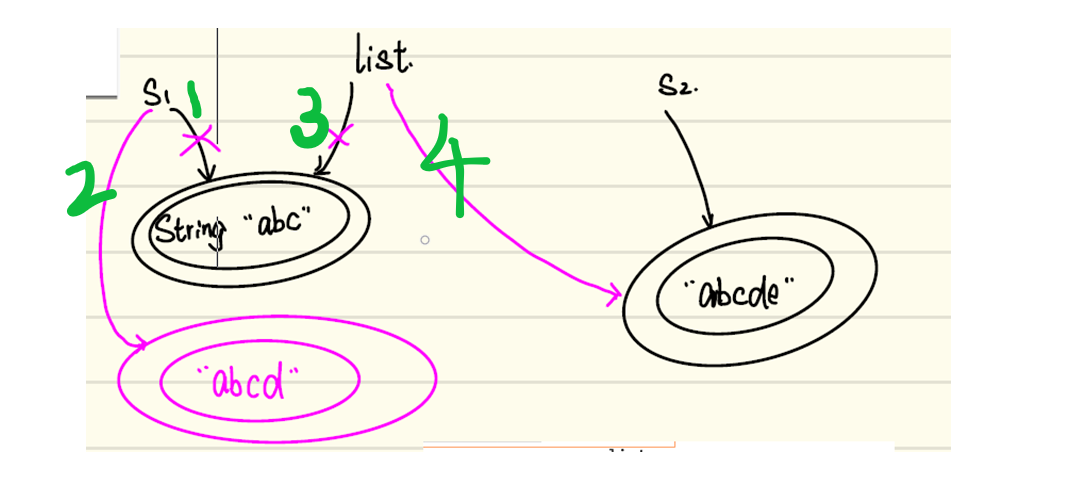 list.
S1 1
3
S2.
2
4
String "abc"
"abcde"
"abcd"